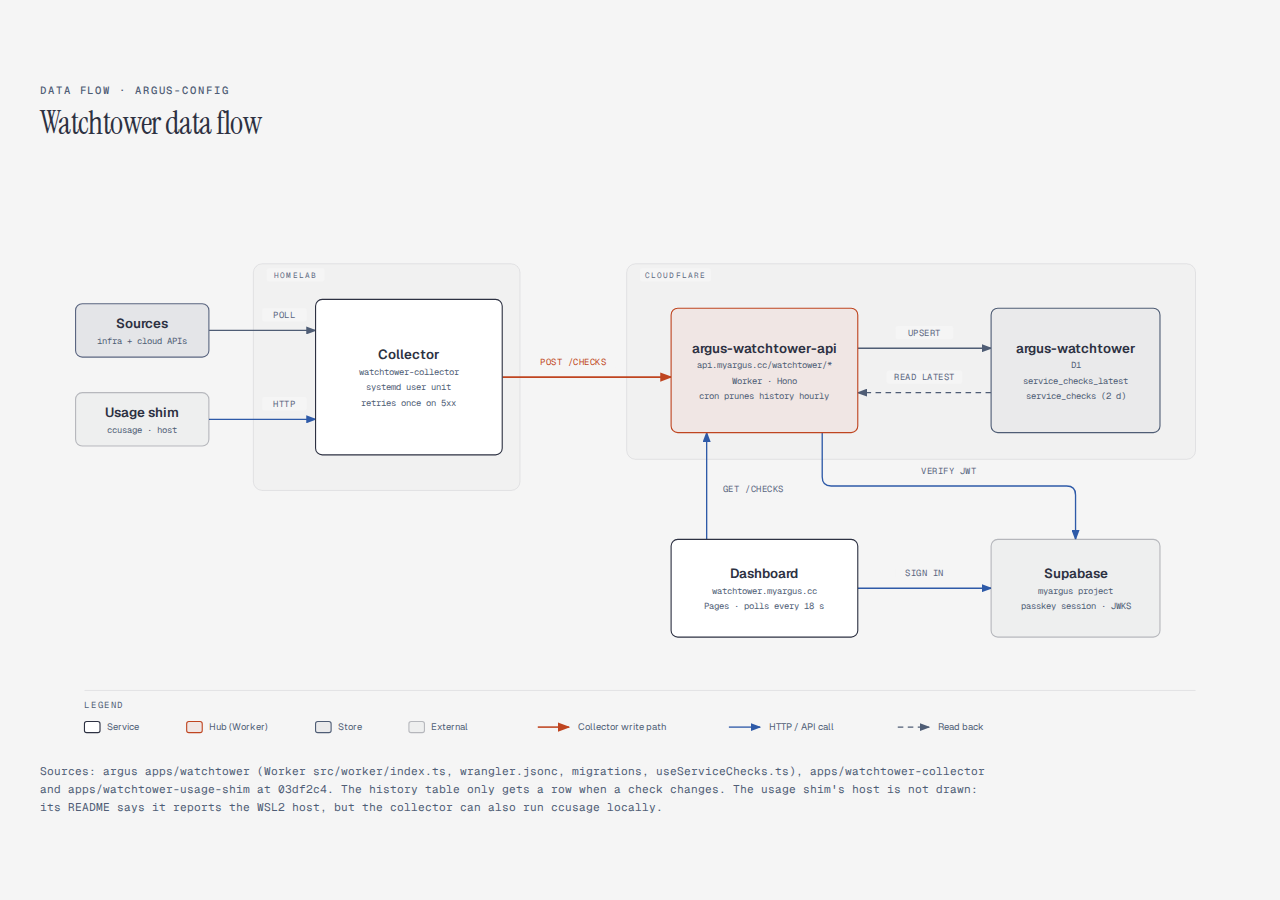 DATA FLOW · ARGUS-CONFIG
Watchtower data flow
HOMELAB
CLOUDFLARE
Sources
infra + cloud APIs
POLL
Usage shim
ccusage · host
HTTP
Collector
watchtower-collector
systemd user unit
retries once on 5xx
POST /CHECKS
argus-watchtower-api
api.myargus.cc/watchtower/*
Worker · Hono
cron prunes history hourly
UPSERT
READ LATEST
argus-watchtower
D1
service_checks_latest
service_checks (2 d)
GET /CHECKS
VERIFY JWT
Dashboard
watchtower.myargus.cc
Pages · polls every 18 s
SIGN IN
Supabase
myargus project
passkey session · JWKS
LEGEND
Service
Hub (Worker)
Store
External
Collector write path
HTTP / API call
Read back
Sources: argus apps/watchtower (Worker src/worker/index.ts, wrangler.jsonc, migrations, useServiceChecks.ts), apps/watchtower-collector
and apps/watchtower-usage-shim at 03df2c4. The history table only gets a row when a check changes. The usage shim's host is not drawn:
its README says it reports the WSL2 host, but the collector can also run ccusage locally.